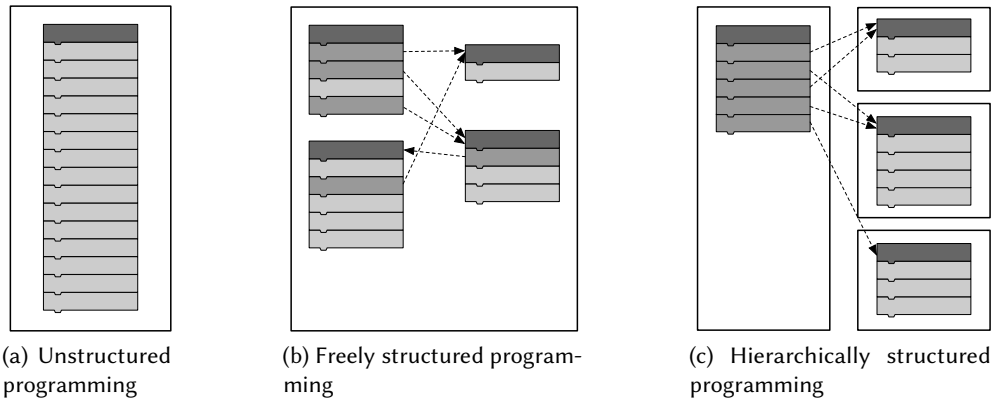 (a) Unstructured
programming
(b) Freely structured program-
ming
(c) Hierarchically structured
programming